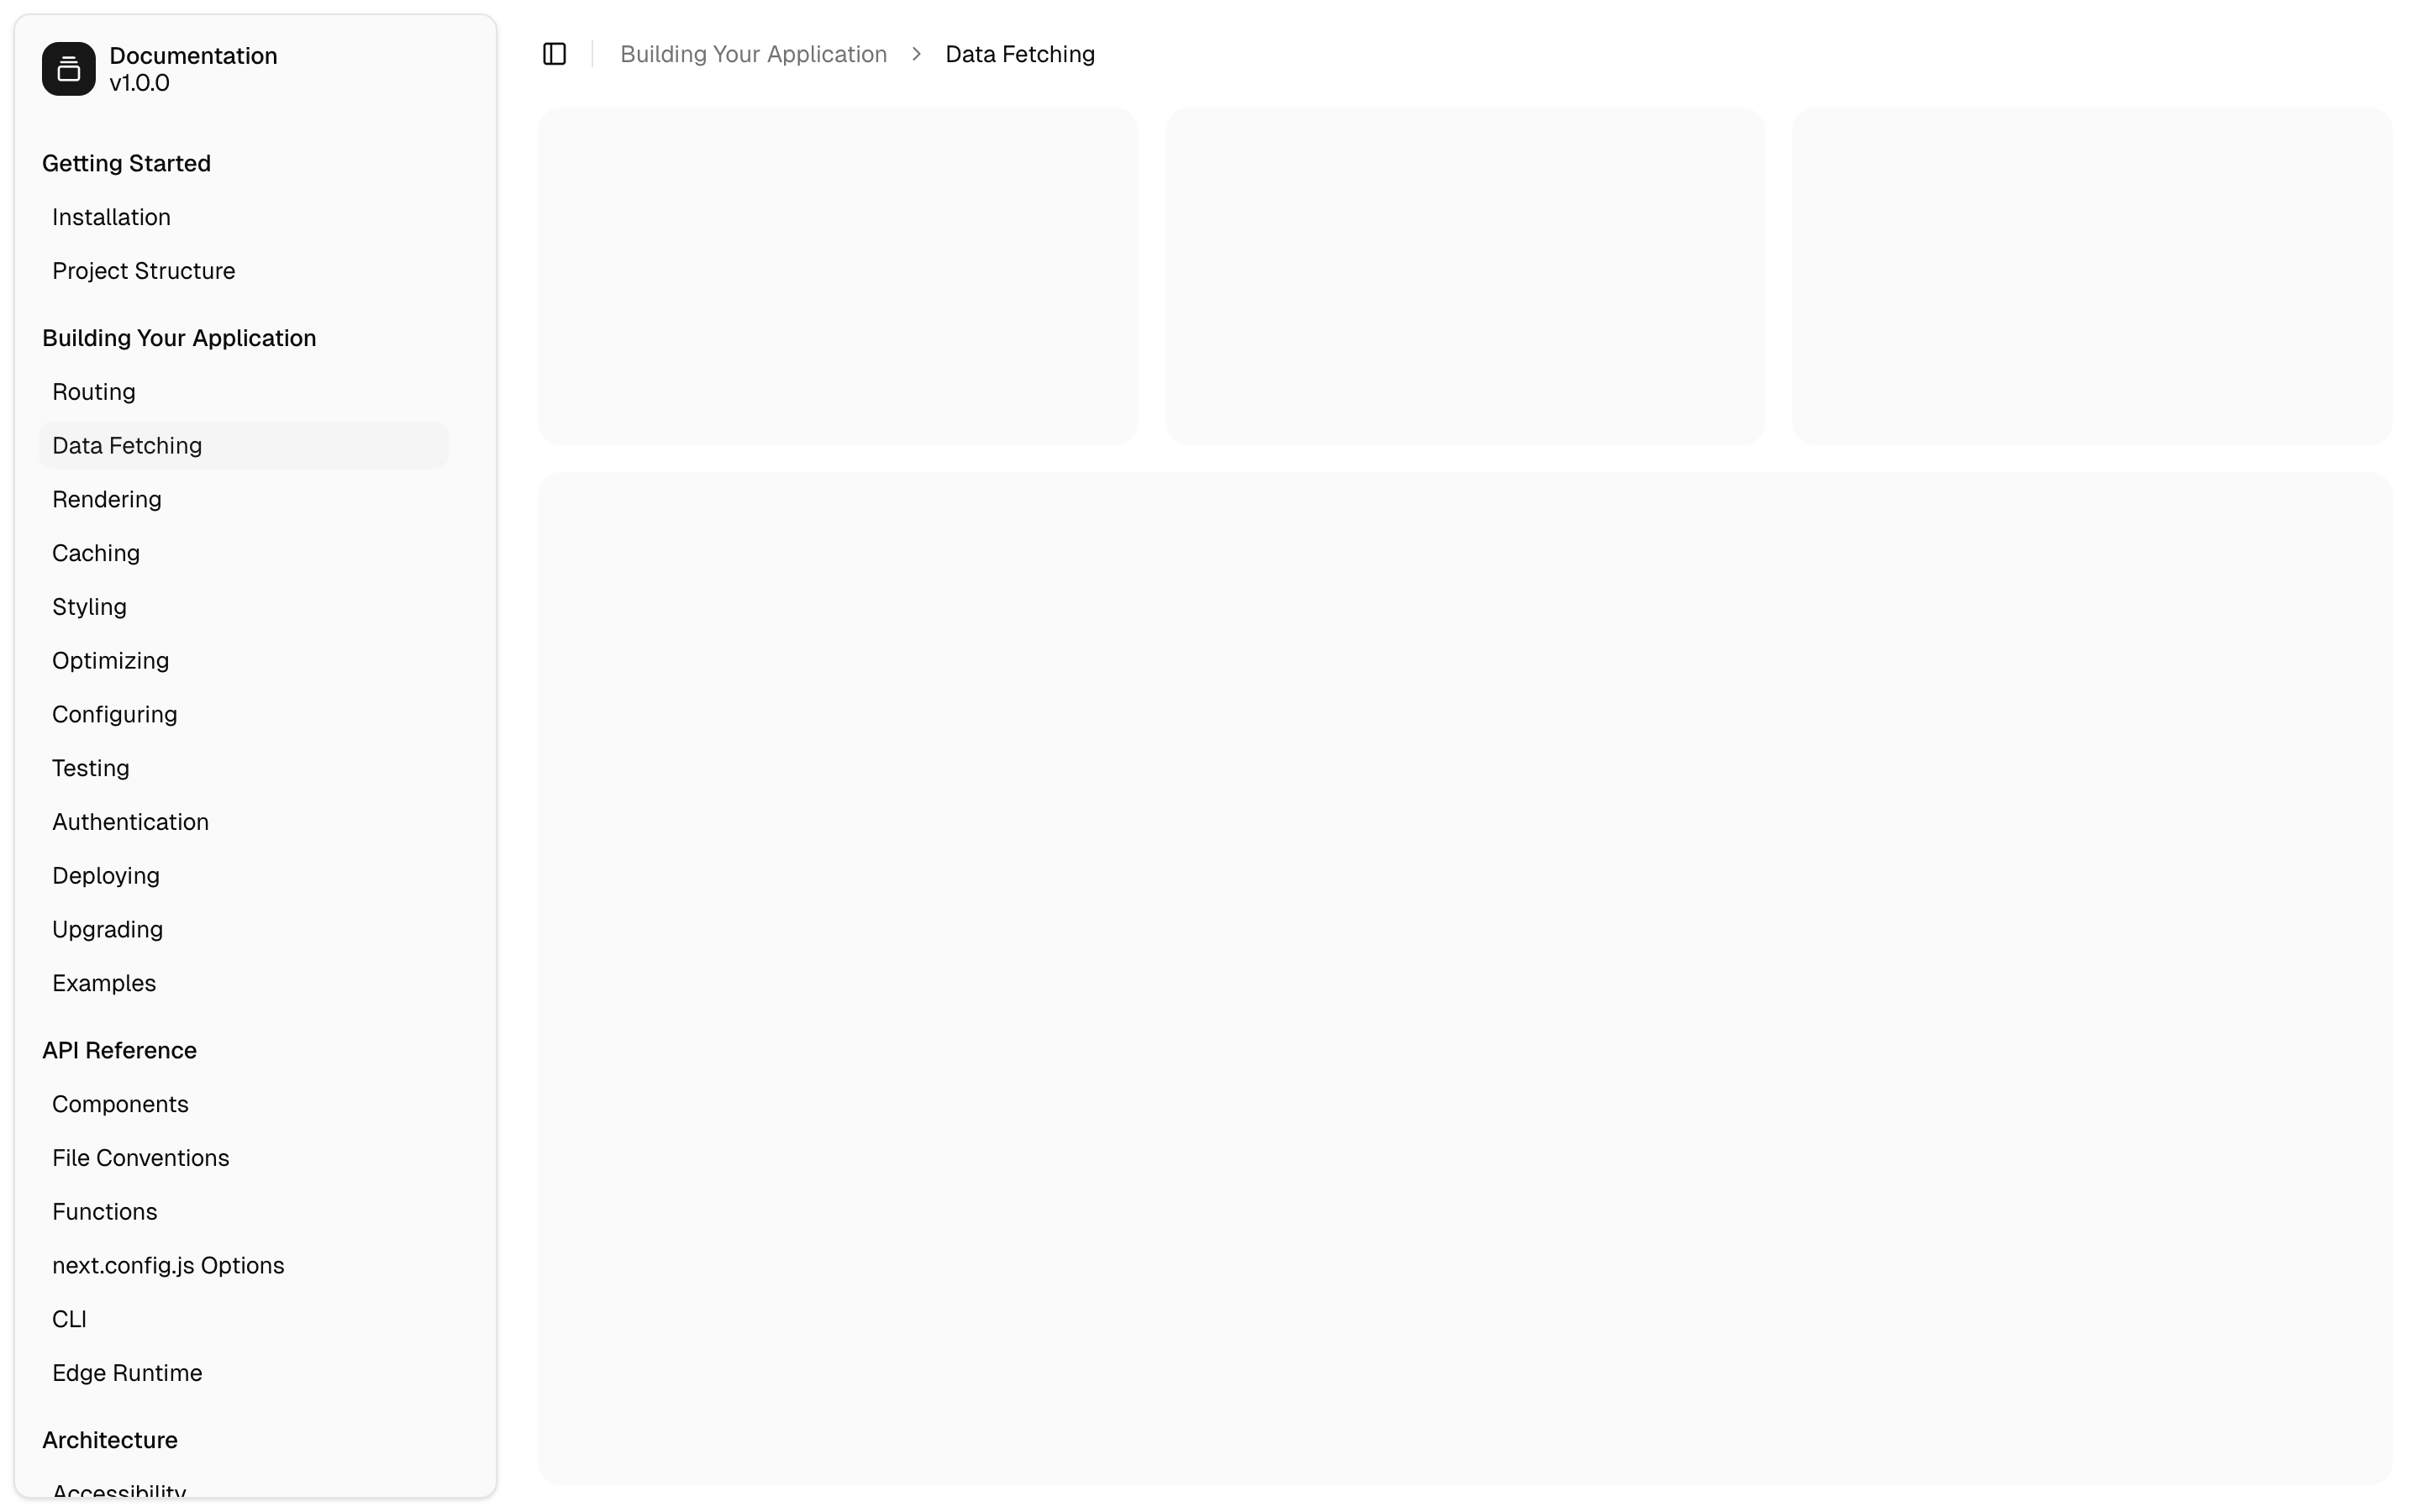 Documentation
v1.0.0
Getting Started
Installation
Project Structure
Building Your Application
Routing
Data Fetching
Rendering
Caching
Styling
Optimizing
Configuring
Testing
Authentication
Deploying
Upgrading
Examples
API Reference
Components
File Conventions
Functions
next.config.js Options
CLI
Edge Runtime
Architecture
Accessibility
Building Your Application > Data Fetching